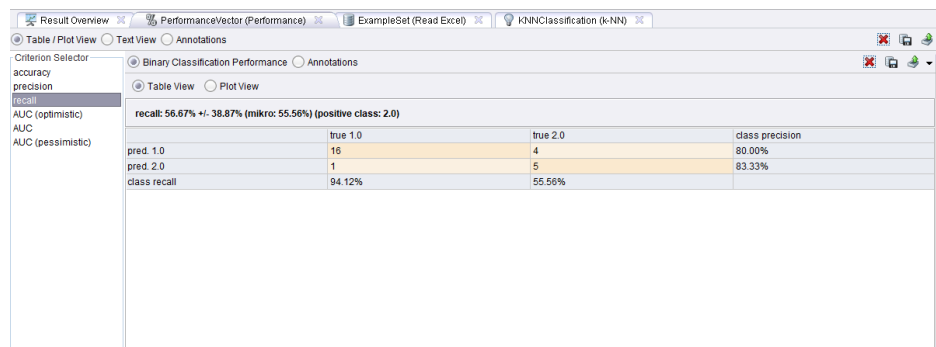 Result Overview PerformanceVector (Performance) ExampleSet (Read Excel) KNNClassification (k-NN)
Table / Plot View Text View Annotations
Criterion Selector
accuracy
precision
recall
AUC (optimistic)
AUC
AUC (pessimistic)
Binary Classification Performance Annotations
Table View Plot View
recall: 56.67% +/- 38.87% (mikro: 55.56%) (positive class: 2.0)
true 1.0 true 2.0 class precision
pred. 1.0 16 4 80.00%
pred. 2.0 1 5 83.33%
class recall 94.12% 55.56%